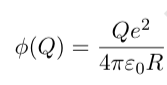 ϕ(Q) = Qe² / 4πε₀R